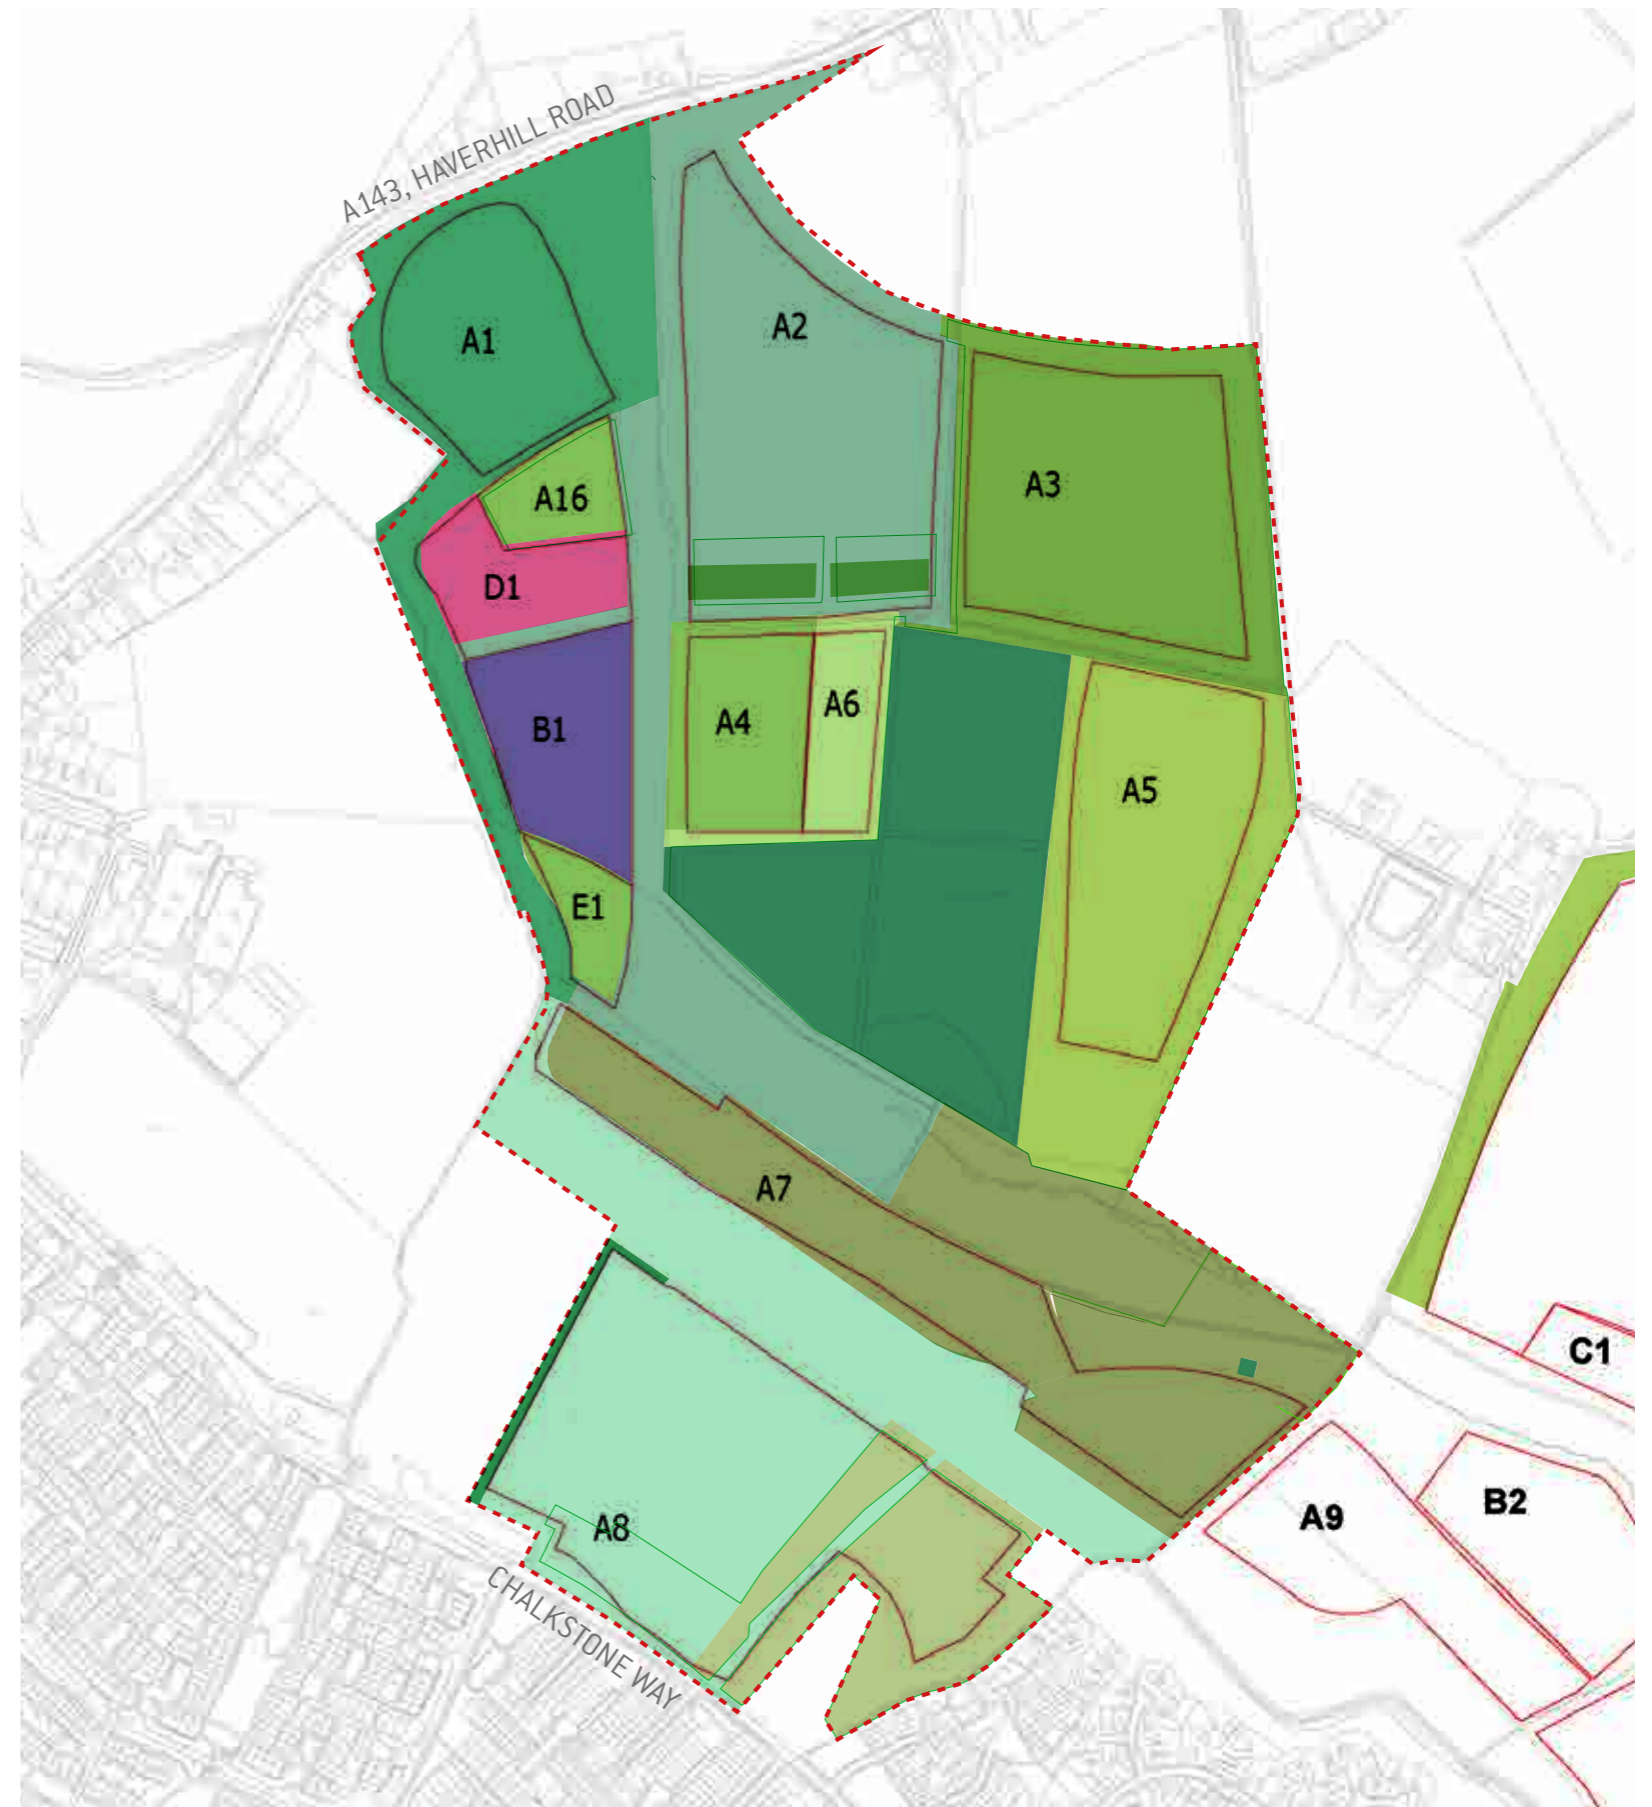 A143, HAVERHILL ROAD
A1
A2
A3
A16
D1
B1
A4
A6
A5
E1
A7
A8
C1
A9
B2
CHALKSTONE WAY